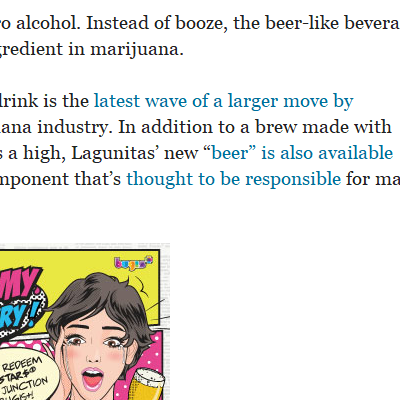 o alcohol. Instead of booze, the beer-like bevera
gredient in marijuana.
drink is the latest wave of a larger move by
ana industry. In addition to a brew made with
s a high, Lagunitas’ new “beer” is also available
mponent that’s thought to be responsible for ma
MY
RY!
REDEEM
STAR$®
JUNCTION
UGIS+!